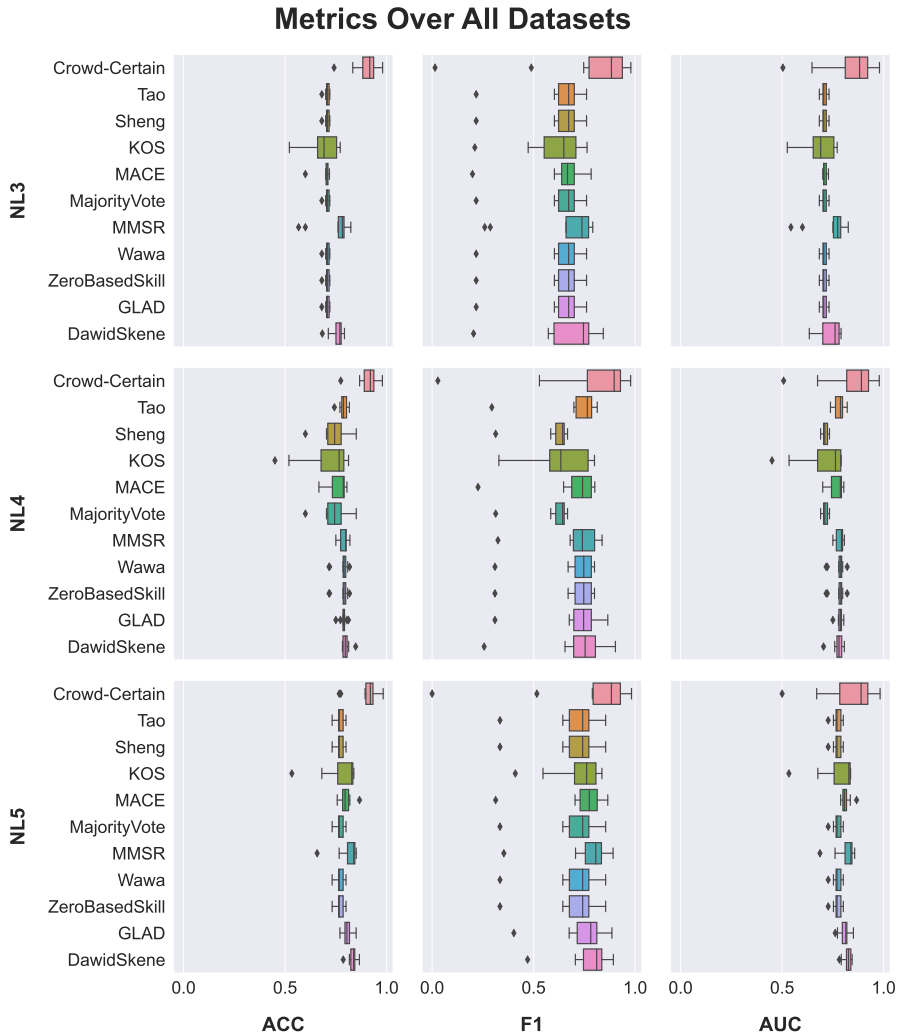 Metrics Over All Datasets
NL3
Crowd-Certain
Tao
Sheng
KOS
MACE
MajorityVote
MMSR
Wawa
ZeroBasedSkill
GLAD
DawidSkene
NL4
Crowd-Certain
Tao
Sheng
KOS
MACE
MajorityVote
MMSR
Wawa
ZeroBasedSkill
GLAD
DawidSkene
NL5
Crowd-Certain
Tao
Sheng
KOS
MACE
MajorityVote
MMSR
Wawa
ZeroBasedSkill
GLAD
DawidSkene
0.0 0.5 1.0 0.0 0.5 1.0 0.0 0.5 1.0
ACC F1 AUC